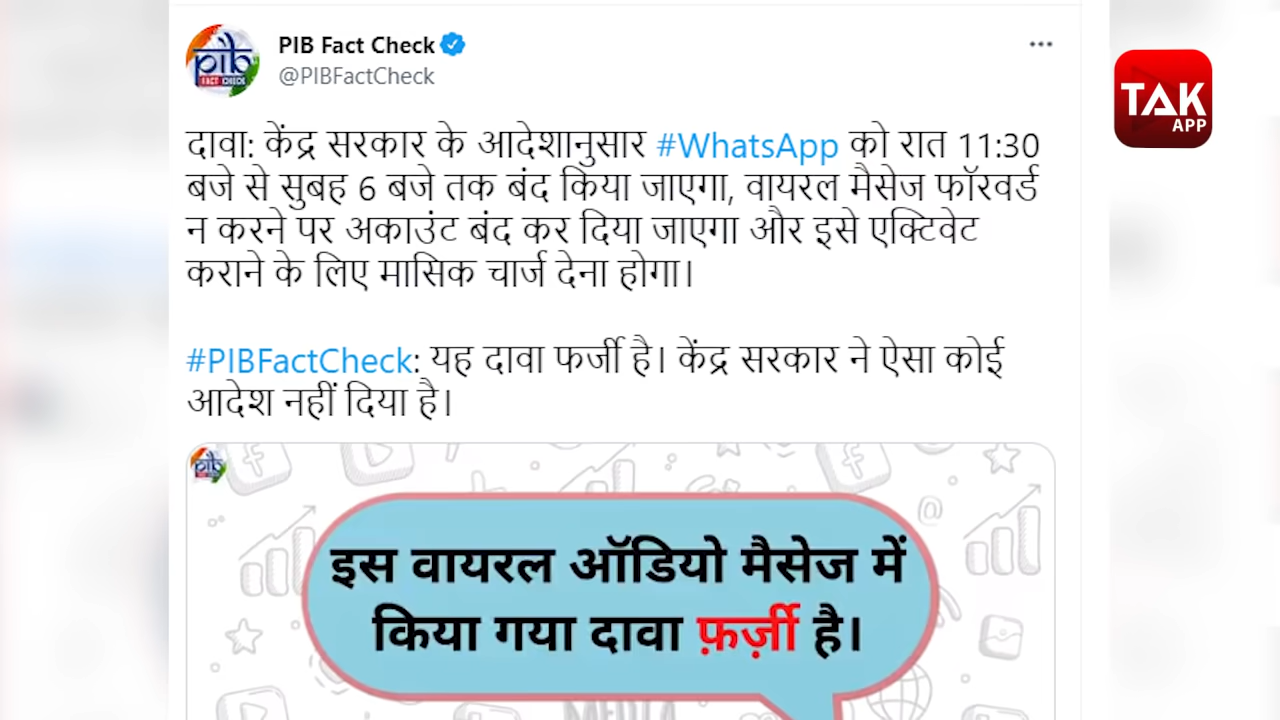 PIB Fact Check
@PIBFactCheck
TAK
APP
दावा: केंद्र सरकार के आदेशानुसार #WhatsApp को रात 11:30
बजे से सुबह 6 बजे तक बंद किया जाएगा, वायरल मैसेज फॉरवर्ड
न करने पर अकाउंट बंद कर दिया जाएगा और इसे एक्टिवेट
कराने के लिए मासिक चार्ज देना होगा।
#PIBFactCheck: यह दावा फर्जी है। केंद्र सरकार ने ऐसा कोई
आदेश नहीं दिया है।
इस वायरल ऑडियो मैसेज में
किया गया दावा फ़र्ज़ी है।